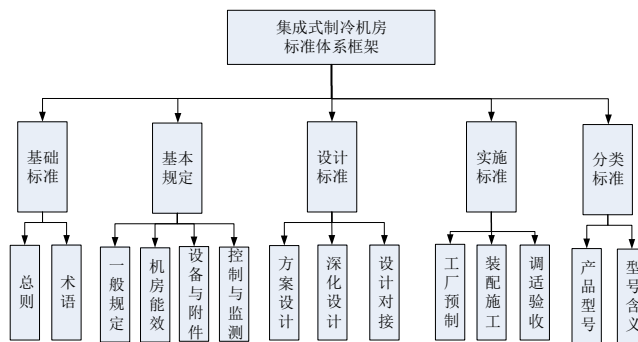 集成式制冷机房
标准体系框架
基础
标准
基本
规定
设计
标准
实施
标准
分类
标准
总则
术语
一般规定
机房能效
设备与附件
控制与监测
方案设计
深化设计
设计对接
工厂预制
装配施工
调适验收
产品型号
型号含义